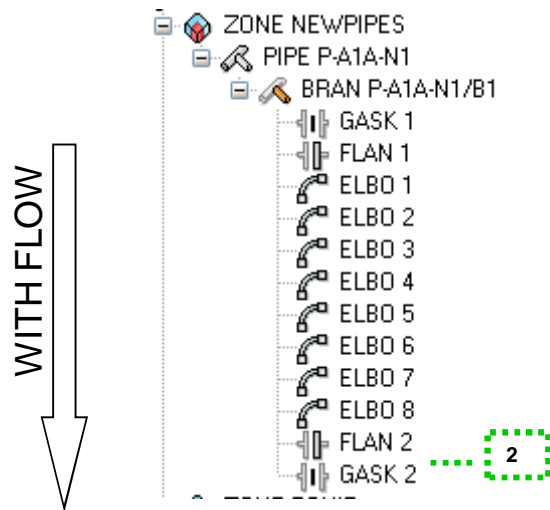 ZONE NEWPIPES
PIPE P-A1A-N1
BRAN P-A1A-N1/B1
GASK 1
FLAN 1
ELBO 1
ELBO 2
ELBO 3
ELBO 4
ELBO 5
ELBO 6
ELBO 7
ELBO 8
FLAN 2
GASK 2
2
WITH FLOW